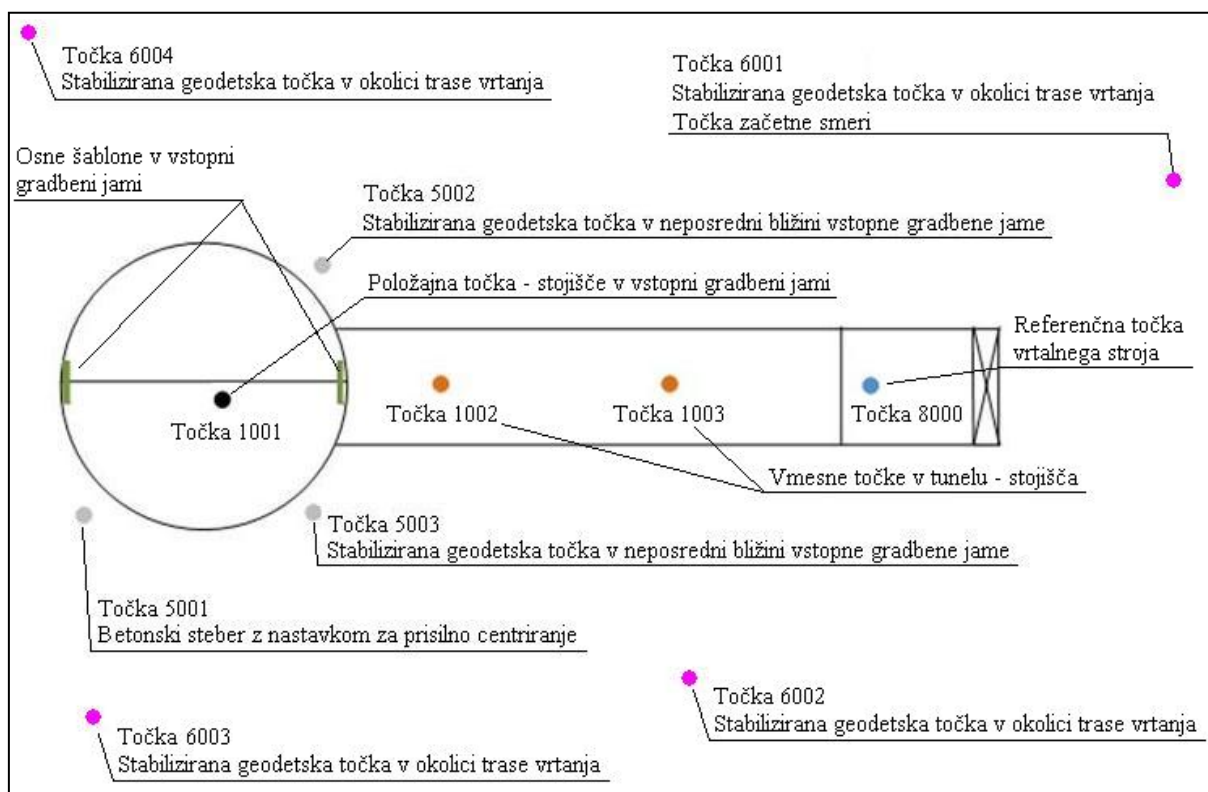 Točka 6004
Stabilizirana geodetska točka v okolici trase vrtanja
Točka 6001
Stabilizirana geodetska točka v okolici trase vrtanja
Točka začetne smeri
Osne šablone v vstopni
gradbeni jami
Točka 5002
Stabilizirana geodetska točka v neposredni bližini vstopne gradbene jame
Položajna točka - stojišče v vstopni gradbeni jami
Referenčna točka
vrtalnega stroja
Točka 1001
Točka 1002
Točka 1003
Točka 8000
Vmesne točke v tunelu - stojišča
Točka 5003
Stabilizirana geodetska točka v neposredni bližini vstopne gradbene jame
Točka 5001
Betonski steber z nastavkom za prisilno centriranje
Točka 6002
Stabilizirana geodetska točka v okolici trase vrtanja
Točka 6003
Stabilizirana geodetska točka v okolici trase vrtanja